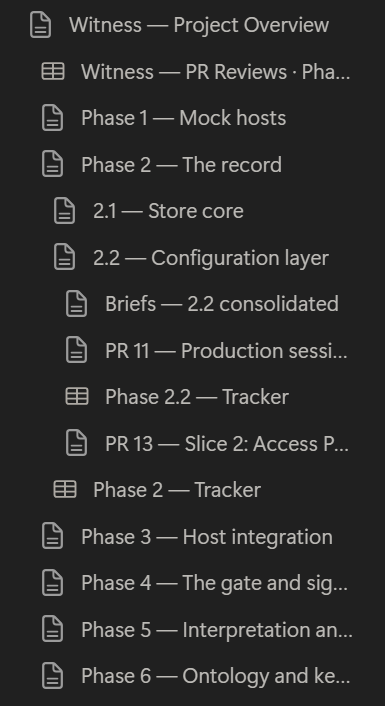 Witness — Project Overview
Witness — PR Reviews · Pha...
Phase 1 — Mock hosts
Phase 2 — The record
2.1 — Store core
2.2 — Configuration layer
Briefs — 2.2 consolidated
PR 11 — Production sessi...
Phase 2.2 — Tracker
PR 13 — Slice 2: Access P...
Phase 2 — Tracker
Phase 3 — Host integration
Phase 4 — The gate and sig...
Phase 5 — Interpretation an...
Phase 6 — Ontology and ke...